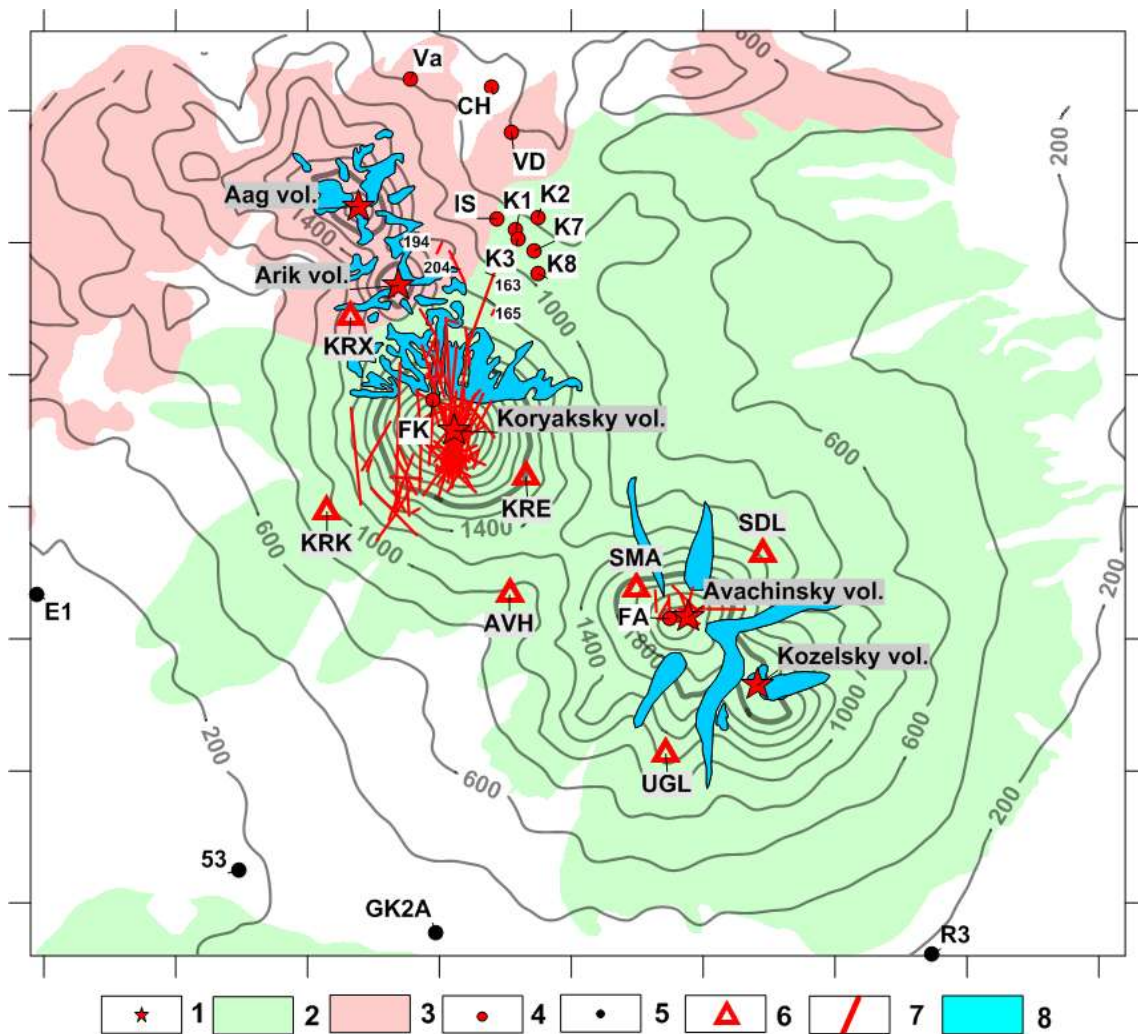 600
Va
CH
VD
200
Aag vol.
IS
K1
K2
1400
194
K7
Arik vol.
204
K3
K8
163
1000
165
KRX
FK
Koryaksky vol.
600
KRE
1400
SDL
KRK
1000
SMA
600
Avachinsky vol.
200
E1
AVH
FA
1400
1800
Kozelsky vol.
1000
200
600
600
UGL
200
53
GK2A
R3
1
2
3
4
5
6
7
8